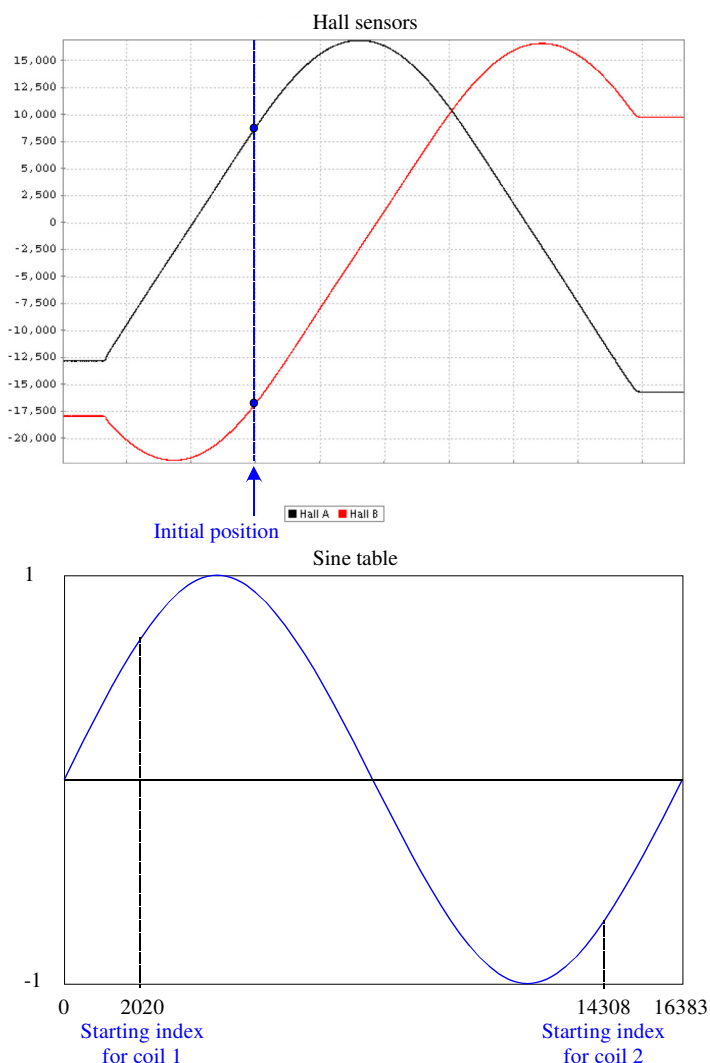 Hall sensors
15,000
12,500
10,000
7,500
5,000
2,500
0
-2,500
-5,000
-7,500
-10,000
-12,500
-15,000
-17,500
-20,000
Hall A Hall B
Initial position
Sine table
1
-1
0 2020 14308 16383
Starting index for coil 1
Starting index for coil 2